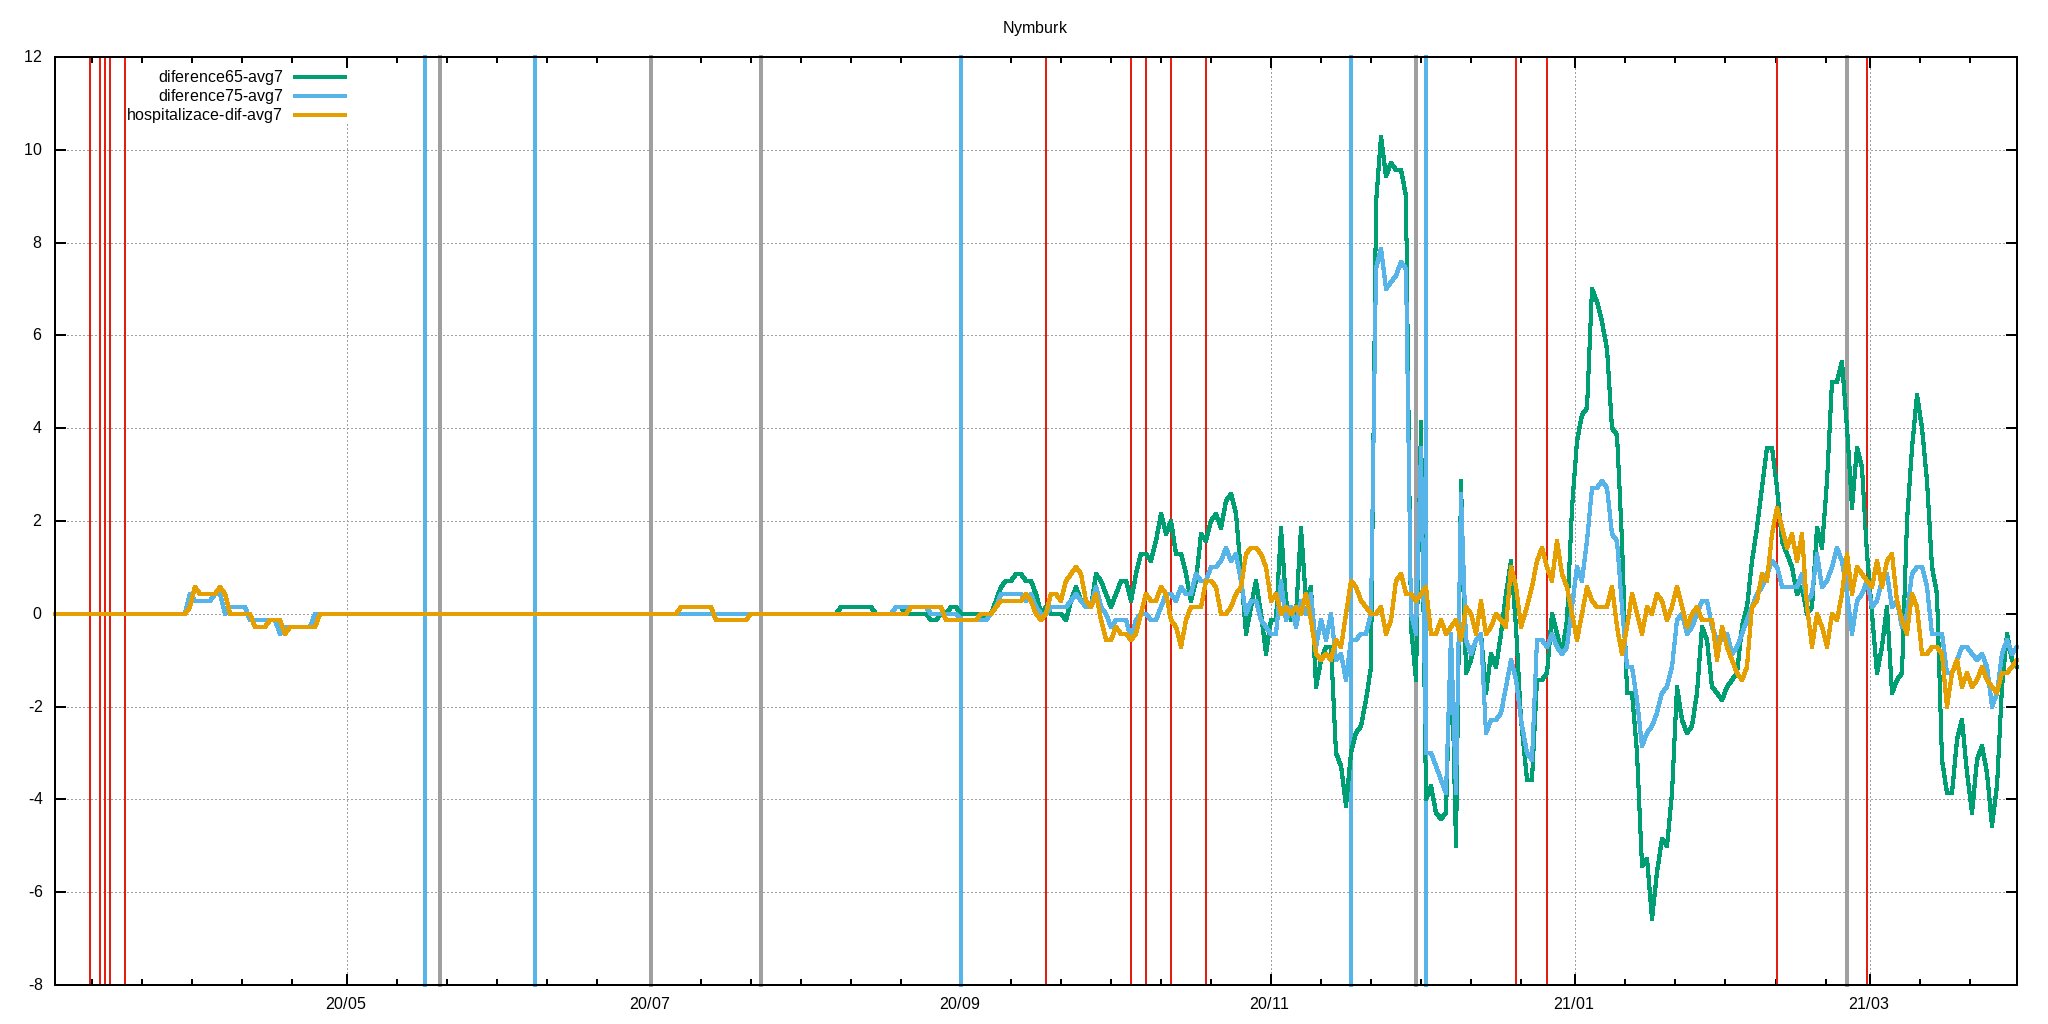 Nymburk
12
diference65-avg7
diference75-avg7
hospitalizace-dif-avg7
10
8
6
4
2
0
-2
-4
-6
-8
20/05 20/07 20/09 20/11 21/01 21/03